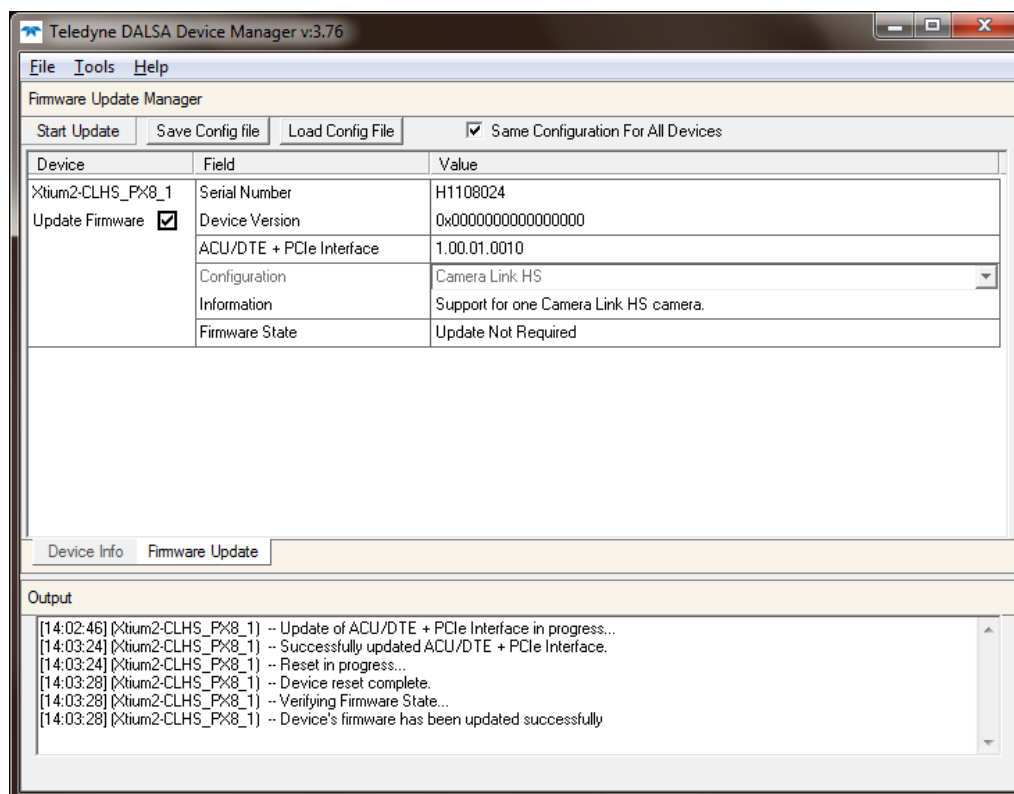 Teledyne DALSA Device Manager v:3.76
File Tools Help
Firmware Update Manager
Start Update Save Config file Load Config File Same Configuration For All Devices
Device Field Value
Xtium2-CLHS_PX8_1 Serial Number H1108024
Update Firmware Device Version 0x0000000000000000
ACU/DTE + PCIe Interface 1.00.01.0010
Configuration Camera Link HS
Information Support for one Camera Link HS camera.
Firmware State Update Not Required
Device Info Firmware Update
Output
[14:02:46] (Xtium2-CLHS_PX8_1) -- Update of ACU/DTE + PCIe Interface in progress...
[14:03:24] (Xtium2-CLHS_PX8_1) -- Successfully updated ACU/DTE + PCIe Interface.
[14:03:24] (Xtium2-CLHS_PX8_1) -- Reset in progress...
[14:03:28] (Xtium2-CLHS_PX8_1) -- Device reset complete.
[14:03:28] (Xtium2-CLHS_PX8_1) -- Verifying Firmware State...
[14:03:28] (Xtium2-CLHS_PX8_1) -- Device's firmware has been updated successfully